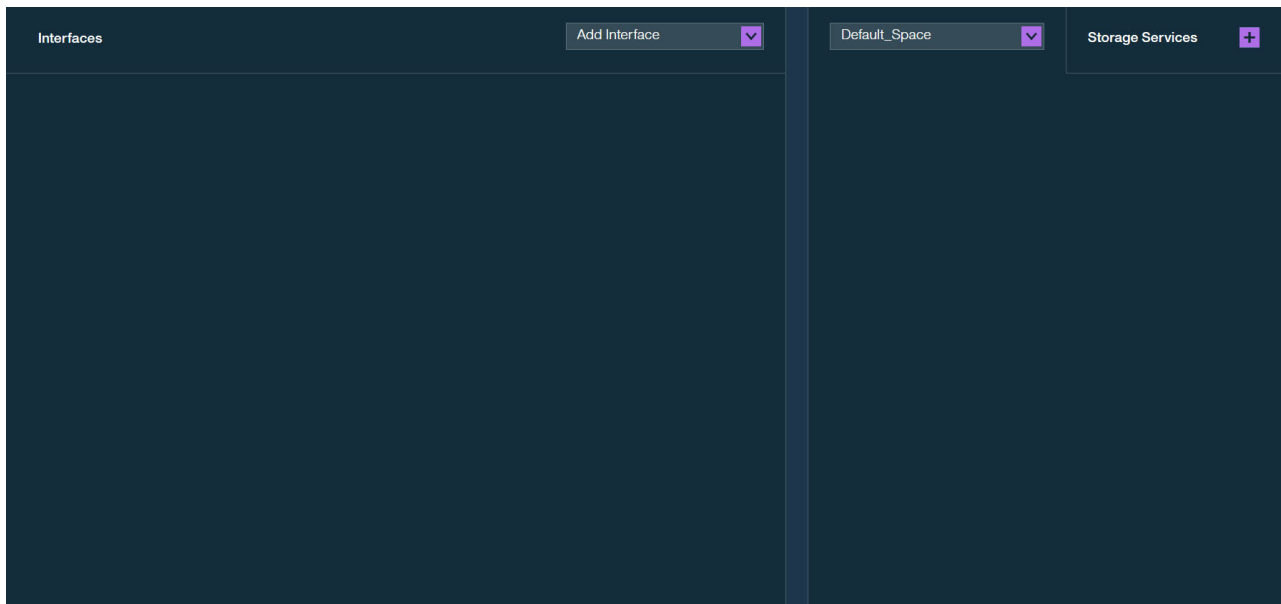 Interfaces
Add Interface
Default_Space
Storage Services